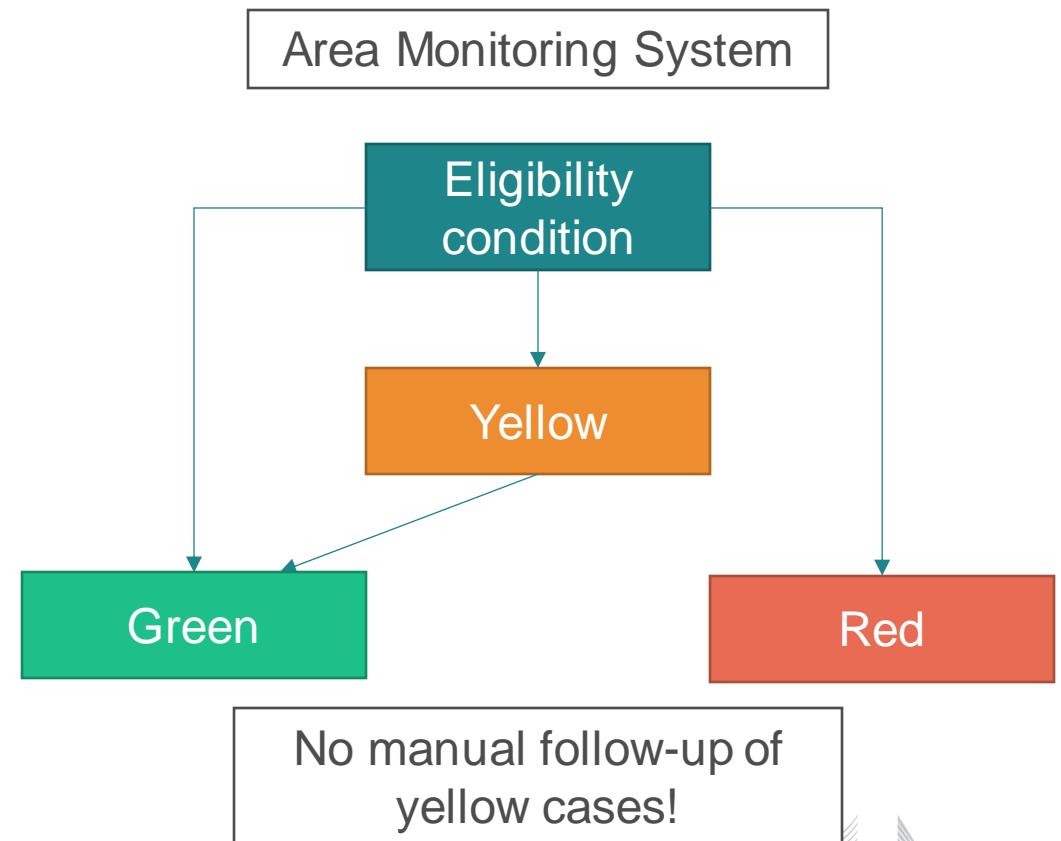 Area Monitoring System
Eligibility
condition
Yellow
Green
Red
No manual follow-up of
yellow cases!